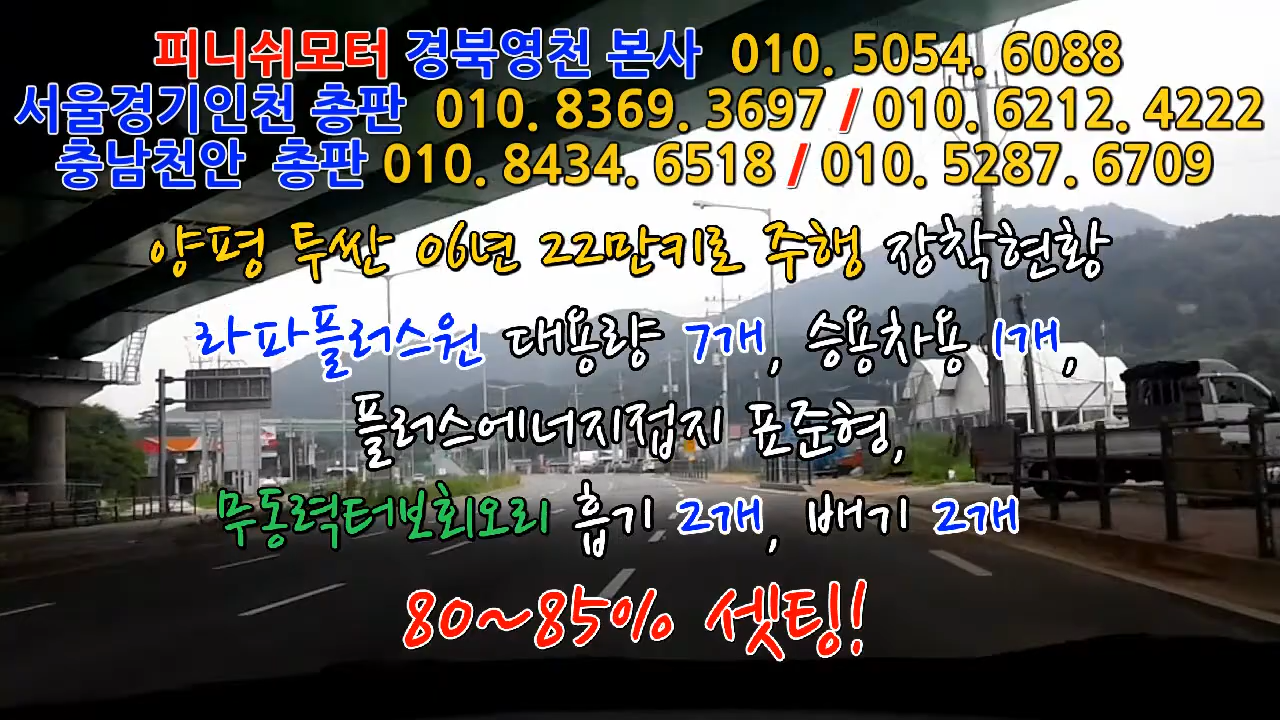 피니쉬모터 경북영천 본사 010. 5054. 6088
서울경기인천 총판 010. 8369. 3697 / 010. 6212. 4222
충남천안 총판 010. 8434. 6518 / 010. 5287. 6709
양평 투싼 06년 22만키로 주행 장착현황
라파플러스원 대용량 7개, 승용차용 1개,
플러스에너지접지 표준형,
무동력터보회오리 흡기 2개, 배기 2개
80~85% 셋팅!